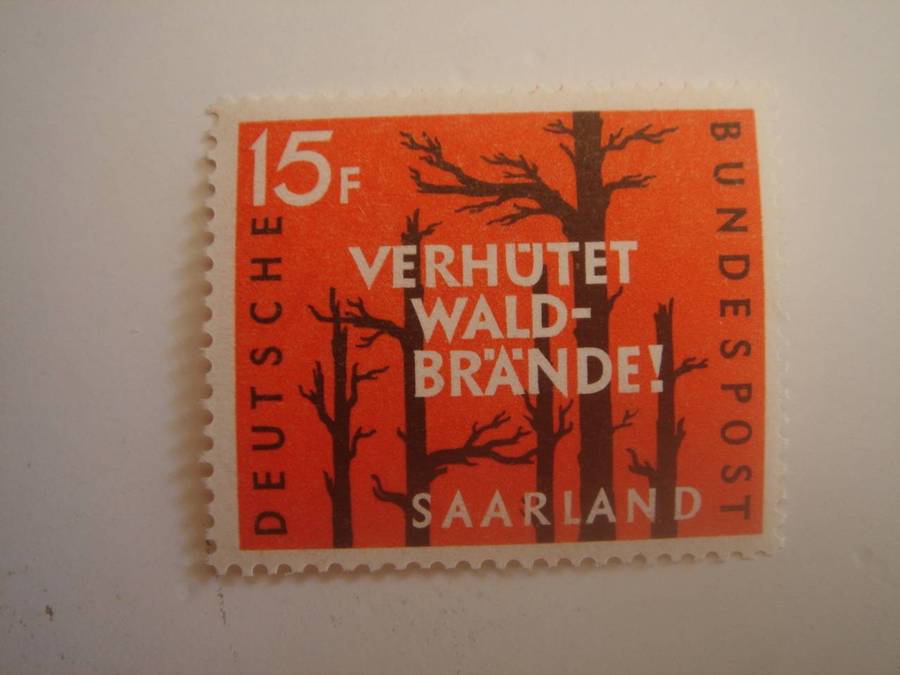 15F
DEUTSCHE
BUNDESPOST
VERHÜTET
WALD-
BRÄNDE!
SAARLAND